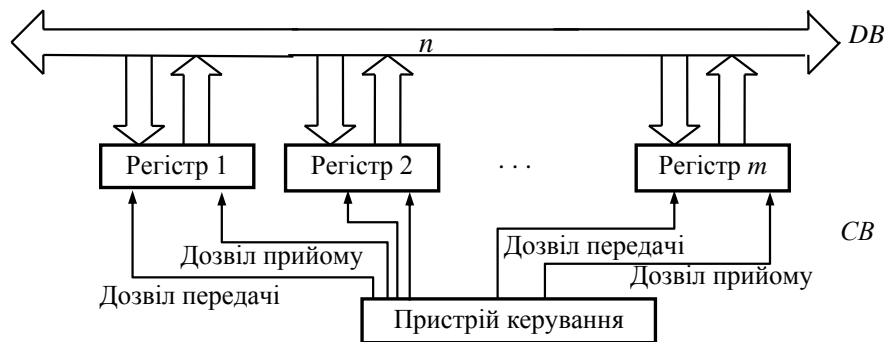 n
DB
Регістр 1
Регістр 2
. . .
Регістр m
CB
Дозвіл передачі
Дозвіл прийому
Дозвіл прийому
Дозвіл передачі
Пристрій керування